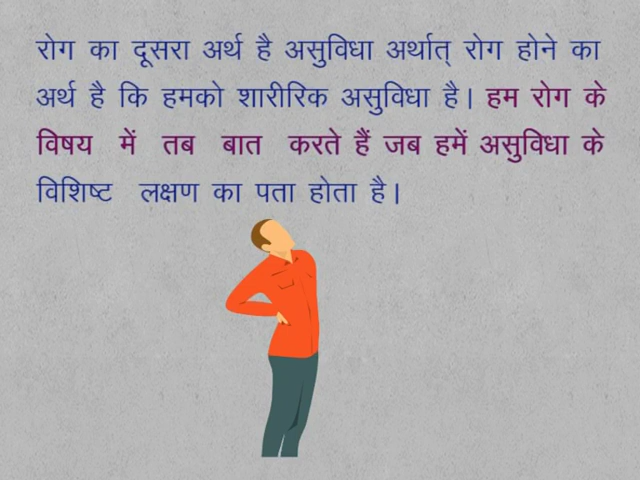 रोग का दूसरा अर्थ है असुविधा अर्थात् रोग होने का
अर्थ है कि हमको शारीरिक असुविधा है। हम रोग के
विषय में तब बात करते हैं जब हमें असुविधा के
विशिष्ट लक्षण का पता होता है।